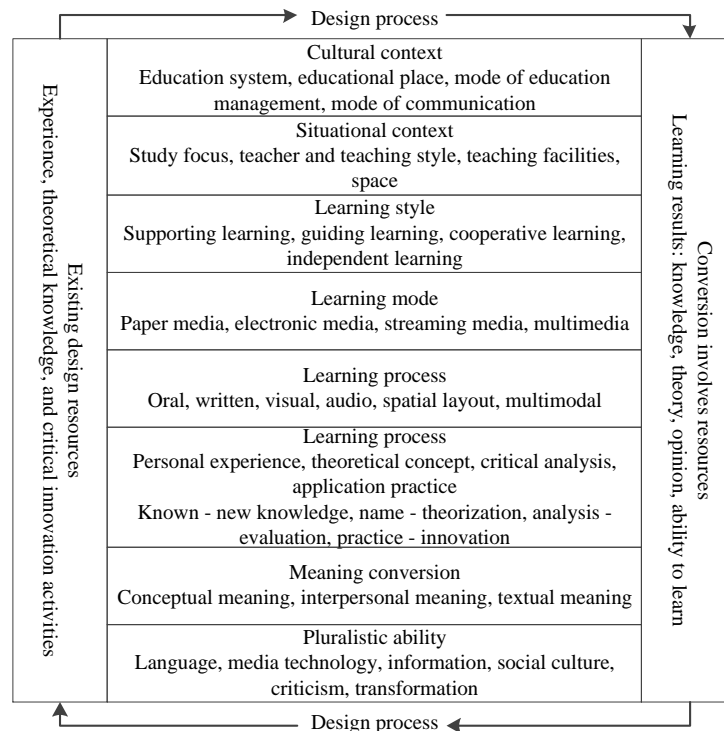 Design process
Existing design resources
Experience, theoretical knowledge, and critical innovation activities
Cultural context
Education system, educational place, mode of education
management, mode of communication
Situational context
Study focus, teacher and teaching style, teaching facilities,
space
Learning style
Supporting learning, guiding learning, cooperative learning,
independent learning
Learning mode
Paper media, electronic media, streaming media, multimedia
Learning process
Oral, written, visual, audio, spatial layout, multimodal
Learning process
Personal experience, theoretical concept, critical analysis,
application practice
Known - new knowledge, name - theorization, analysis -
evaluation, practice - innovation
Meaning conversion
Conceptual meaning, interpersonal meaning, textual meaning
Pluralistic ability
Language, media technology, information, social culture,
criticism, transformation
Conversion involves resources
Learning results: knowledge, theory, opinion, ability to learn
Design process